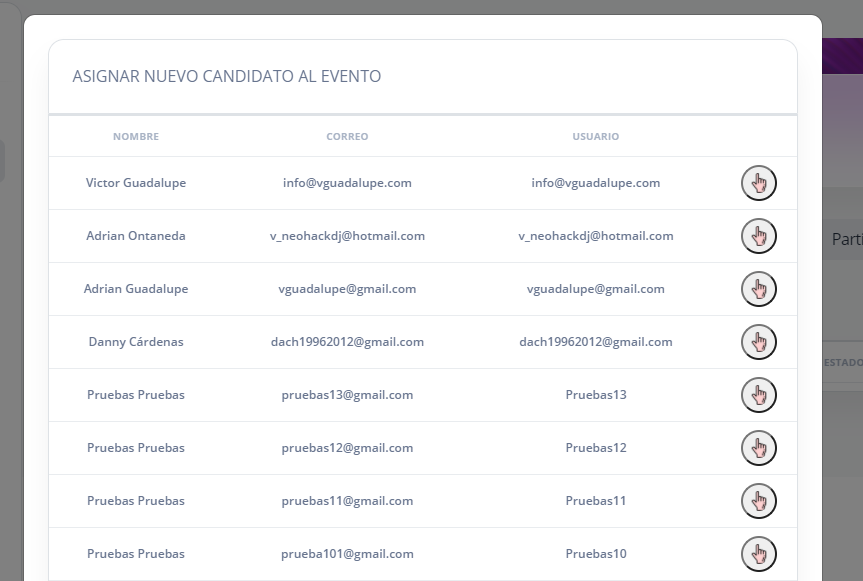 ASIGNAR NUEVO CANDIDATO AL EVENTO
NOMBRE CORREO USUARIO
Victor Guadalupe info@vguadalupe.com info@vguadalupe.com
Adrian Ontaneda v_neohackdj@hotmail.com v_neohackdj@hotmail.com
Parti
Adrian Guadalupe vguadalupe@gmail.com vguadalupe@gmail.com
Danny Cárdenas dach19962012@gmail.com dach19962012@gmail.com
ESTADO
Pruebas Pruebas pruebas13@gmail.com Pruebas13
Pruebas Pruebas pruebas12@gmail.com Pruebas12
Pruebas Pruebas pruebas11@gmail.com Pruebas11
Pruebas Pruebas prueba101@gmail.com Pruebas10